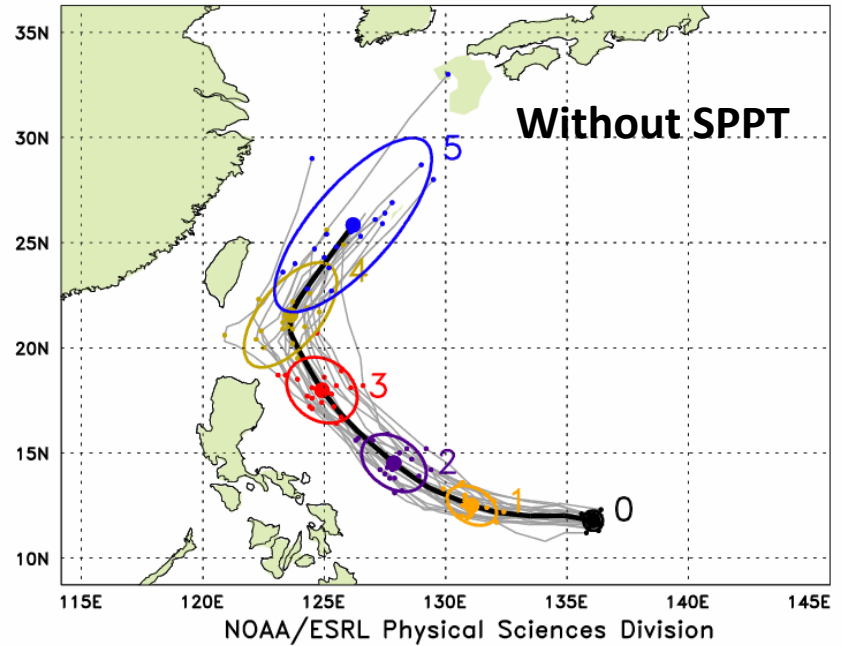 35N
30N
25N
20N
15N
10N
Without SPPT
5
4
3
2
1
0
115E 120E 125E 130E 135E 140E 145E
NOAA/ESRL Physical Sciences Division